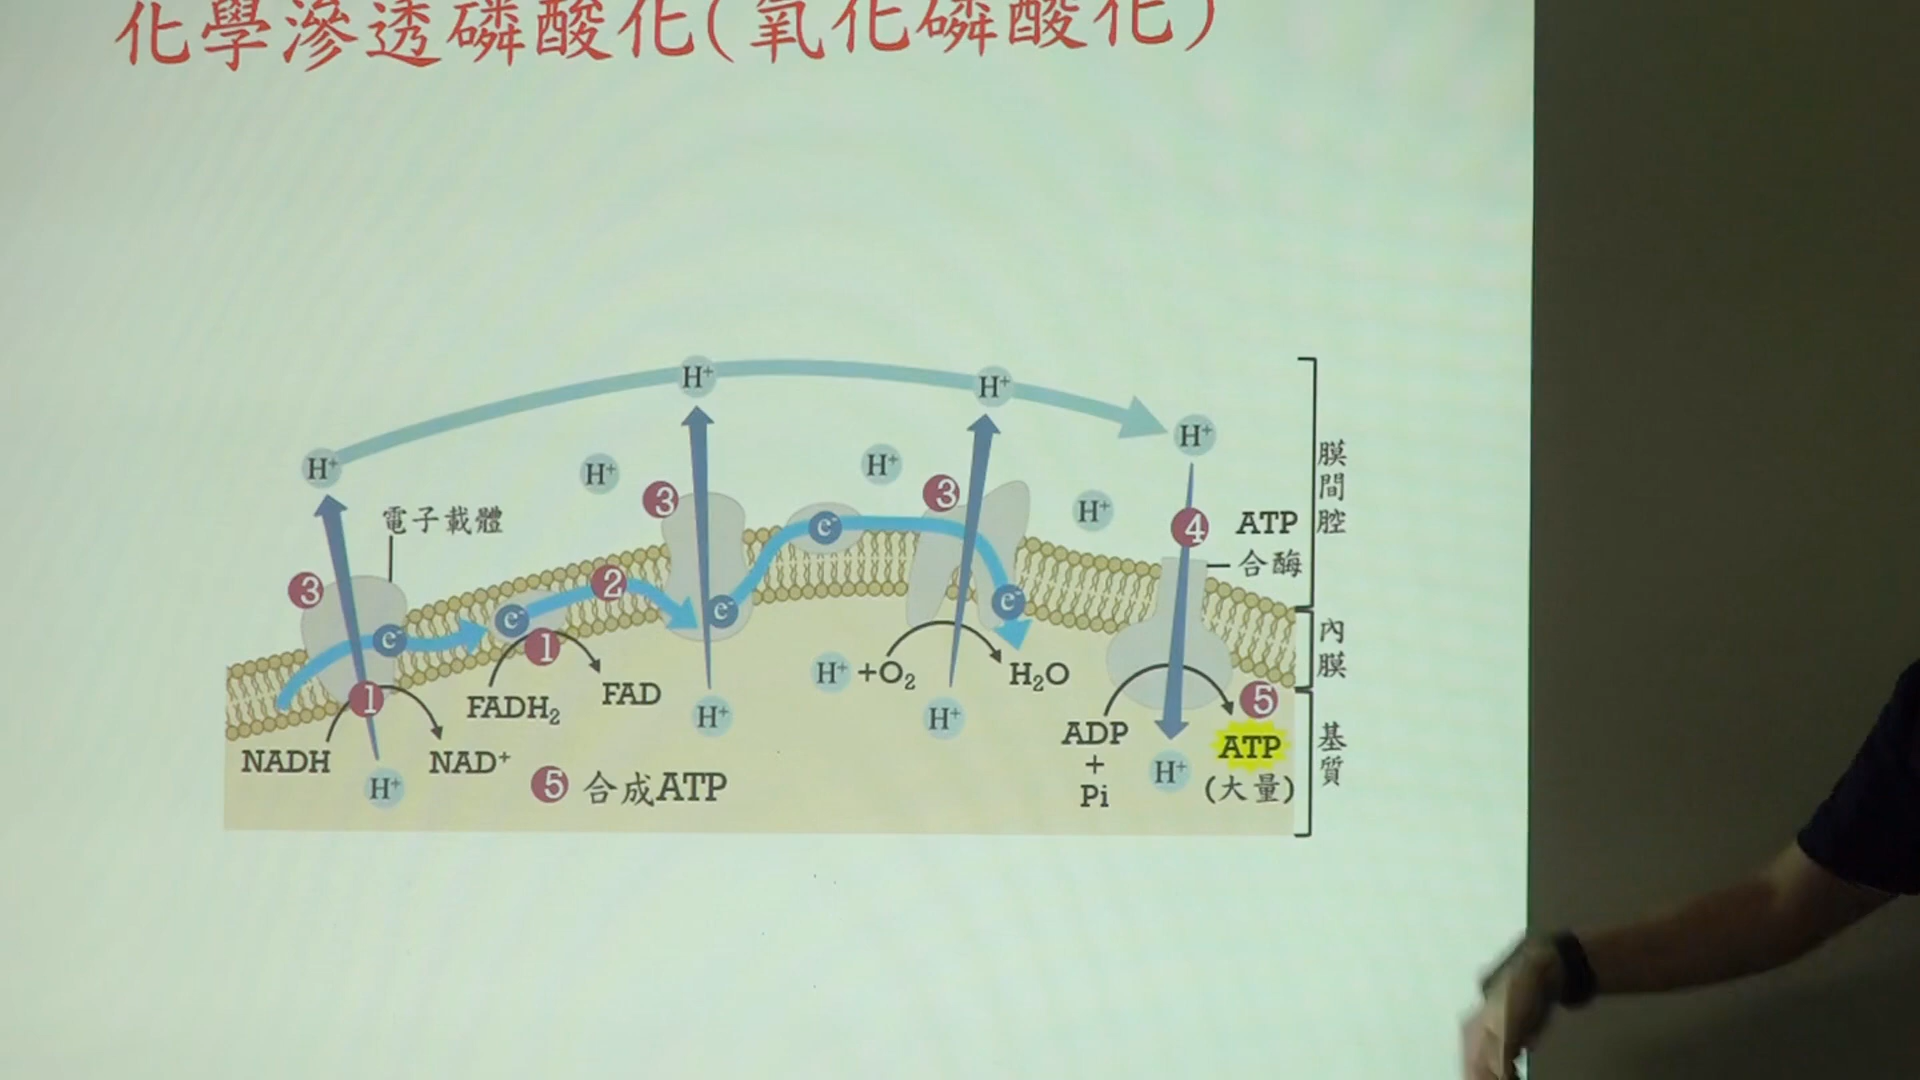 化學滲透磷酸化(氧化磷酸化)
H⁺
H⁺
H⁺
H⁺
H⁺
H⁺
H⁺
電子載體
3
3
3
4
ATP
合酶
膜間腔
e⁻
e⁻
e⁻
e⁻
e⁻
2
1
1
內膜
NADH
NAD⁺
FADH₂
FAD
H⁺
H⁺
H⁺ +O₂
H₂O
H⁺
ADP
+
Pi
H⁺
5
ATP
(大量)
基質
5 合成ATP